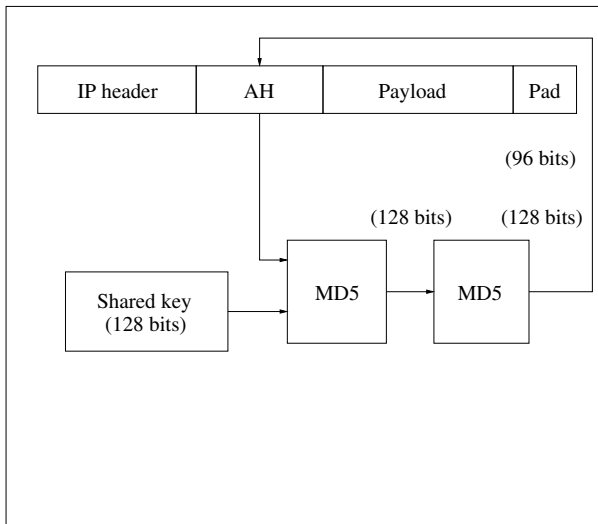 IP header AH Payload Pad
(96 bits)
(128 bits) (128 bits)
Shared key
(128 bits)
MD5 MD5